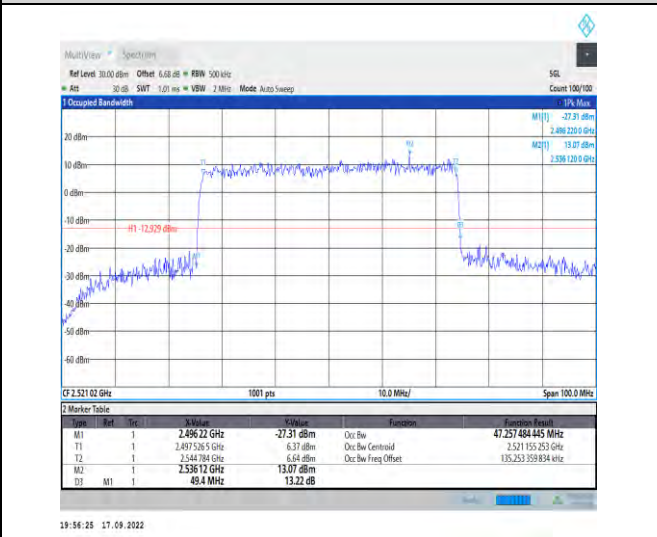 MultiView Spectrum
Ref Level 30.00 dBm Offset 6.68 dB RBW 500 kHz SGL
Att 30 dB SWT 1.01 ms VBW 2 MHz Mode Auto Sweep Count 100/100
1 Occupied Bandwidth 1Pk Max
M1[1] -27.31 dBm
2.496 220 0 GHz
M2[1] 13.07 dBm
2.536 120 0 GHz
20 dBm
M2
T1 T2
10 dBm
0 dBm
-10 dBm
H1 -12.929 dBm
-20 dBm
-30 dBm
-40 dBm
-50 dBm
-60 dBm
CF 2.521 02 GHz 1001 pts 10.0 MHz/ Span 100.0 MHz
2 Marker Table
Type Ref Trc X-Value Y-Value Function Function Result
M1 1 2.496 22 GHz -27.31 dBm Occ Bw 47.257 484 445 MHz
T1 1 2.497 526 5 GHz 6.37 dBm Occ Bw Centroid 2.521 155 253 GHz
T2 1 2.544 784 GHz 6.64 dBm Occ Bw Freq Offset 135.253 359 834 kHz
M2 1 2.536 12 GHz 13.07 dBm
D3 M1 1 49.4 MHz 13.22 dB
19:56:25 17.09.2022